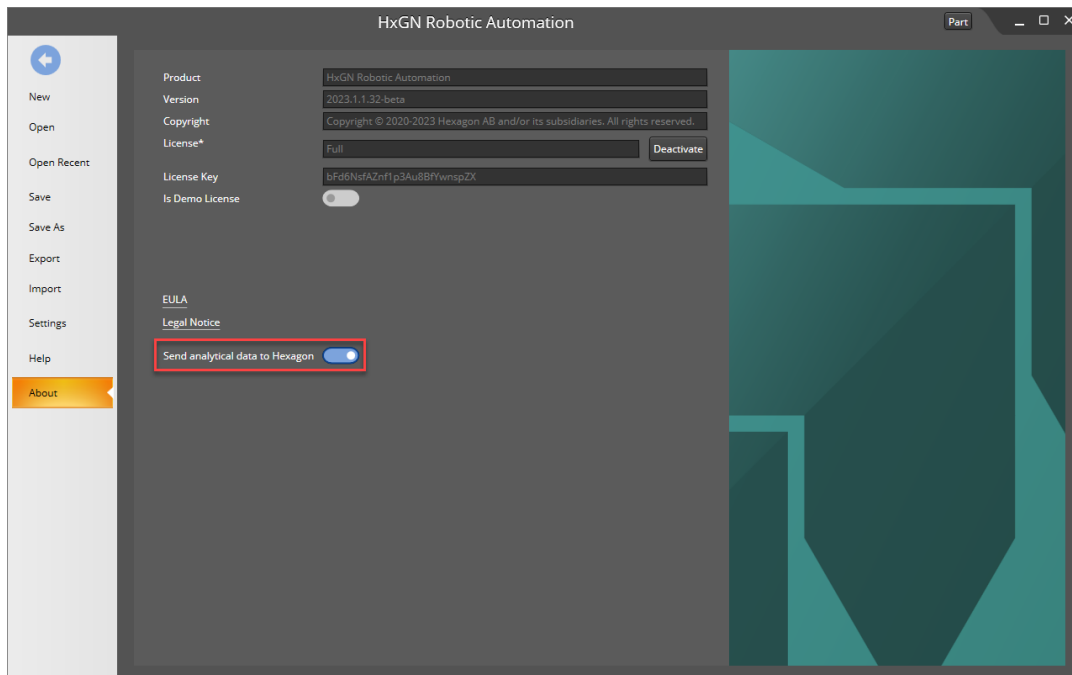 HxGN Robotic Automation
Part
New
Open
Open Recent
Save
Save As
Export
Import
Settings
Help
About
Product HxGN Robotic Automation
Version 2023.1.1.32-beta
Copyright Copyright © 2020-2023 Hexagon AB and/or its subsidiaries. All rights reserved.
License* Full Deactivate
License Key bFd6NsfAZnf1p3Au8BfYwnspZX
Is Demo License
EULA
Legal Notice
Send analytical data to Hexagon